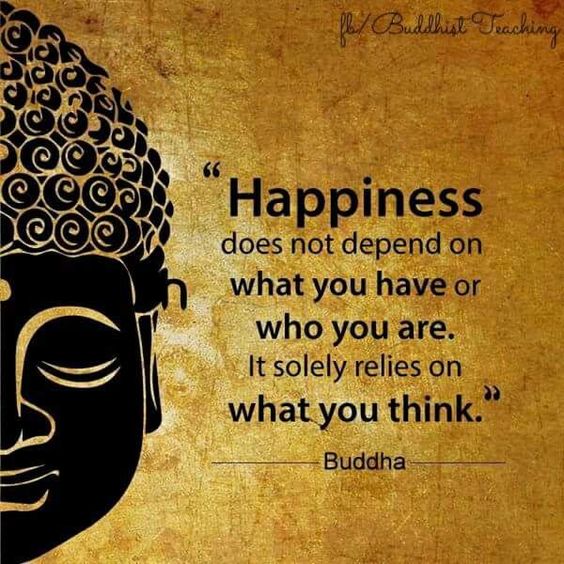 fb/Buddhist Teaching
“Happiness
does not depend on
what you have or
who you are.
It solely relies on
what you think.”
Buddha